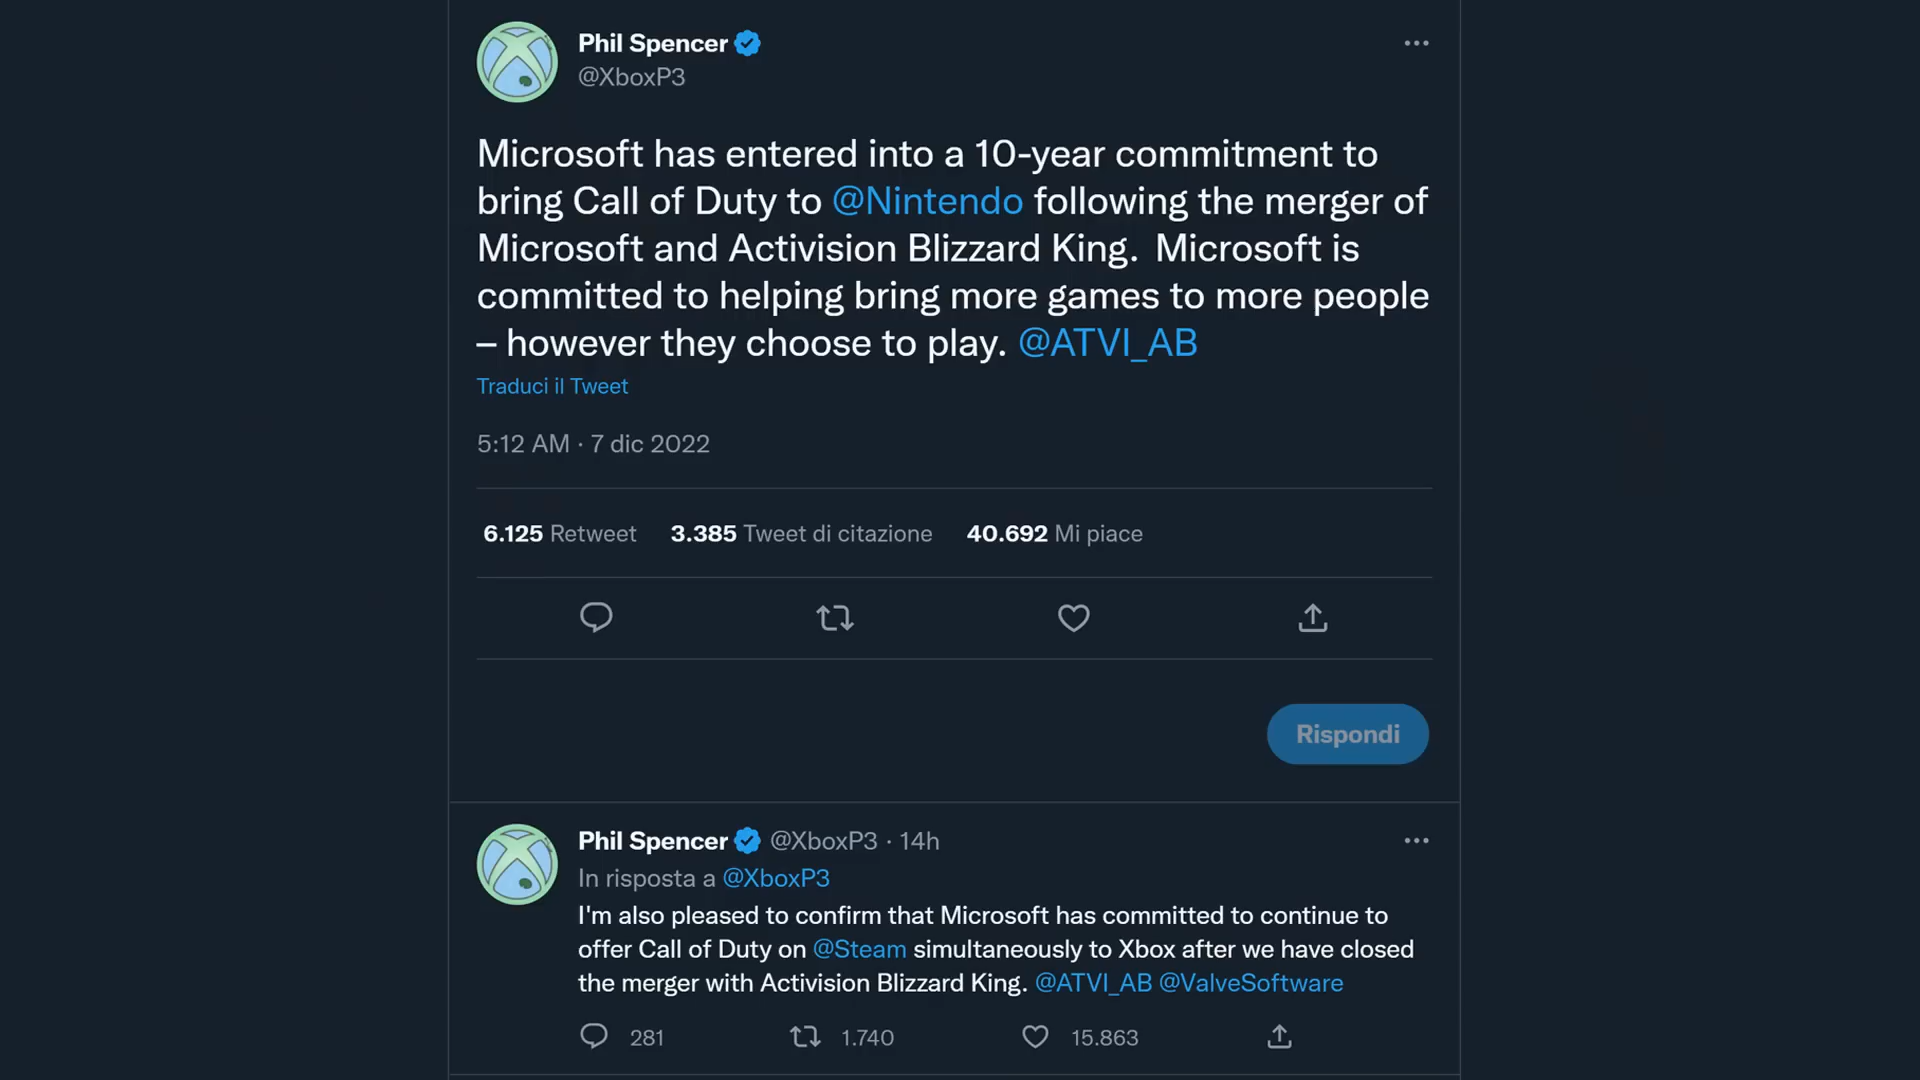 Phil Spencer
@XboxP3
Microsoft has entered into a 10-year commitment to
bring Call of Duty to @Nintendo following the merger of
Microsoft and Activision Blizzard King.  Microsoft is
committed to helping bring more games to more people
– however they choose to play. @ATVI_AB
Traduci il Tweet
5:12 AM · 7 dic 2022
6.125 Retweet 3.385 Tweet di citazione 40.692 Mi piace
Rispondi
Phil Spencer @XboxP3 · 14h
In risposta a @XboxP3
I'm also pleased to confirm that Microsoft has committed to continue to
offer Call of Duty on @Steam simultaneously to Xbox after we have closed
the merger with Activision Blizzard King. @ATVI_AB @ValveSoftware
281 1.740 15.863